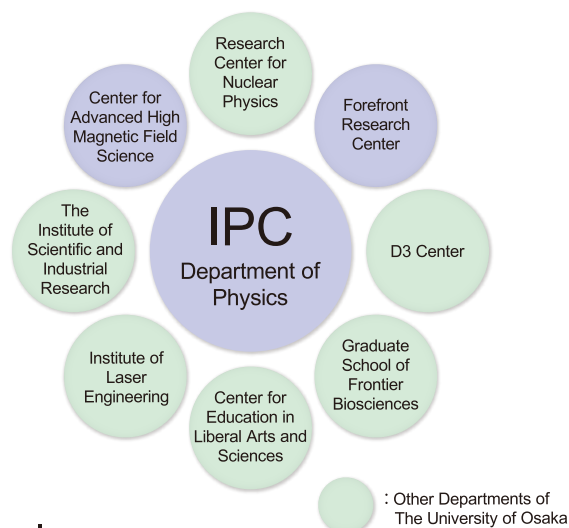 Research
Center for
Nuclear
Physics
Center for
Advanced High
Magnetic Field
Science
Forefront
Research
Center
The
Institute of
Scientific and
Industrial
Research
IPC
Department of
Physics
D3 Center
Institute of
Laser
Engineering
Graduate
School of
Frontier
Biosciences
Center for
Education in
Liberal Arts and
Sciences
: Other Departments of
The University of Osaka